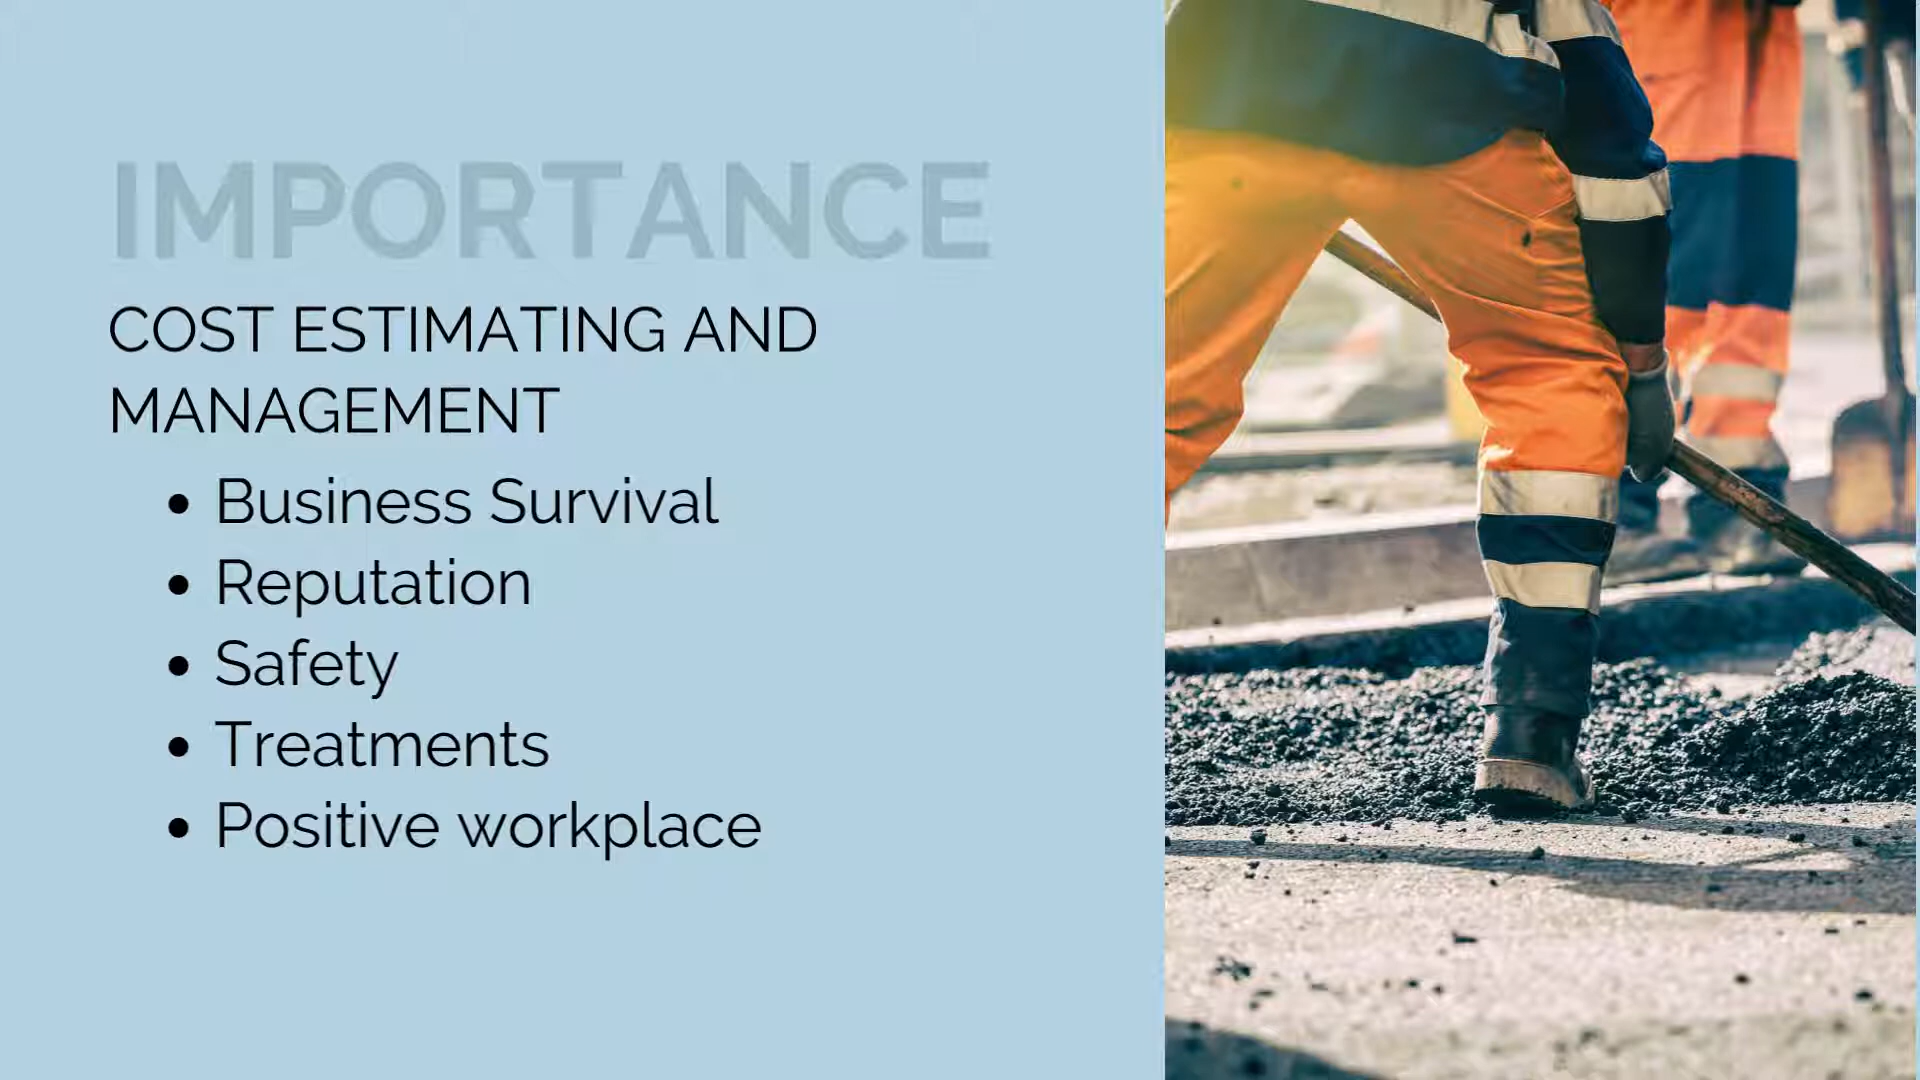 IMPORTANCE
COST ESTIMATING AND
MANAGEMENT
• Business Survival
• Reputation
• Safety
• Treatments
• Positive workplace